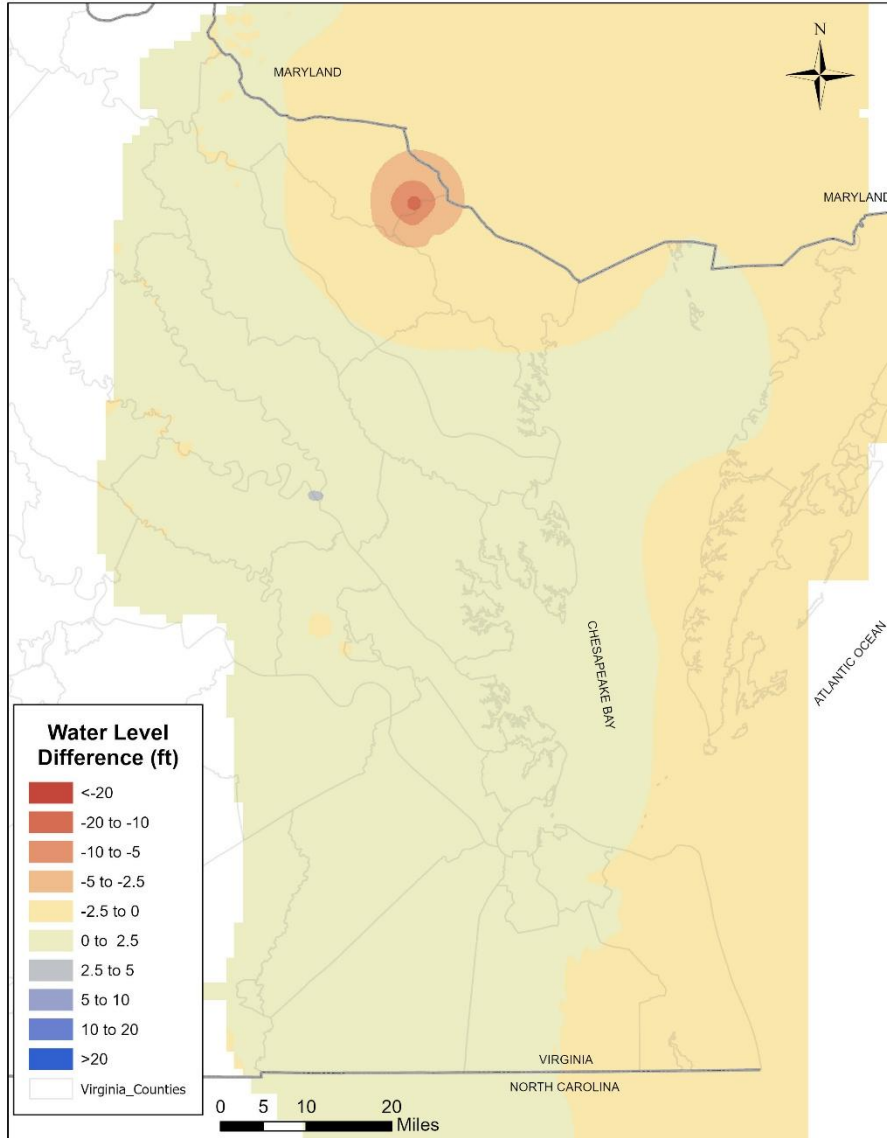 N
MARYLAND
MARYLAND
CHESAPEAKE BAY
ATLANTIC OCEAN
Water Level
Difference (ft)
<-20
-20 to -10
-10 to -5
-5 to -2.5
-2.5 to 0
0 to 2.5
2.5 to 5
5 to 10
10 to 20
>20
Virginia_Counties
VIRGINIA
NORTH CAROLINA
0 5 10 20
Miles